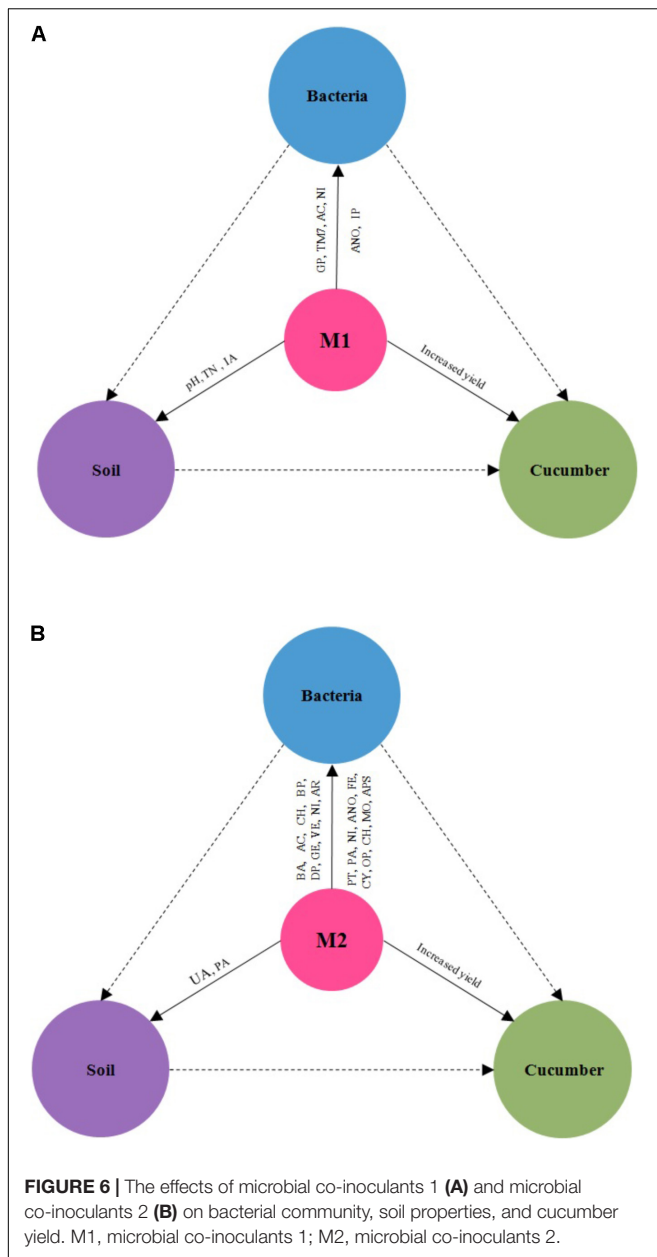 A
Bacteria
GP, TM7, AC, NI
ANO, IP
M1
pH, TN , IA
Increased yield
Soil
Cucumber
B
Bacteria
BA, AC, CH, BP,
DP, GE, VE, NI, AR
PT, PA, NI, ANO, FE,
CY, OP, CH, MO, APS
M2
UA, PA
Increased yield
Soil
Cucumber
FIGURE 6 | The effects of microbial co-inoculants 1 (A) and microbial
co-inoculants 2 (B) on bacterial community, soil properties, and cucumber
yield. M1, microbial co-inoculants 1; M2, microbial co-inoculants 2.